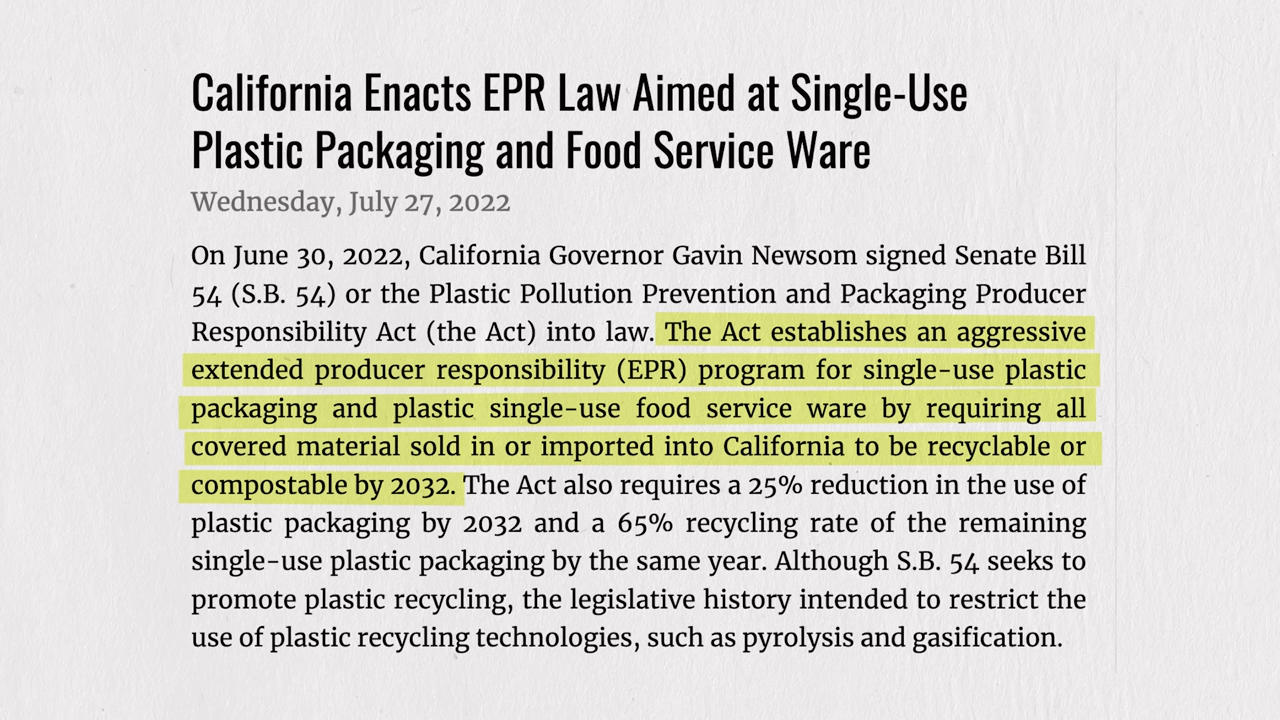 California Enacts EPR Law Aimed at Single-Use
Plastic Packaging and Food Service Ware
Wednesday, July 27, 2022
On June 30, 2022, California Governor Gavin Newsom signed Senate Bill
54 (S.B. 54) or the Plastic Pollution Prevention and Packaging Producer
Responsibility Act (the Act) into law. The Act establishes an aggressive
extended producer responsibility (EPR) program for single-use plastic
packaging and plastic single-use food service ware by requiring all
covered material sold in or imported into California to be recyclable or
compostable by 2032. The Act also requires a 25% reduction in the use of
plastic packaging by 2032 and a 65% recycling rate of the remaining
single-use plastic packaging by the same year. Although S.B. 54 seeks to
promote plastic recycling, the legislative history intended to restrict the
use of plastic recycling technologies, such as pyrolysis and gasification.